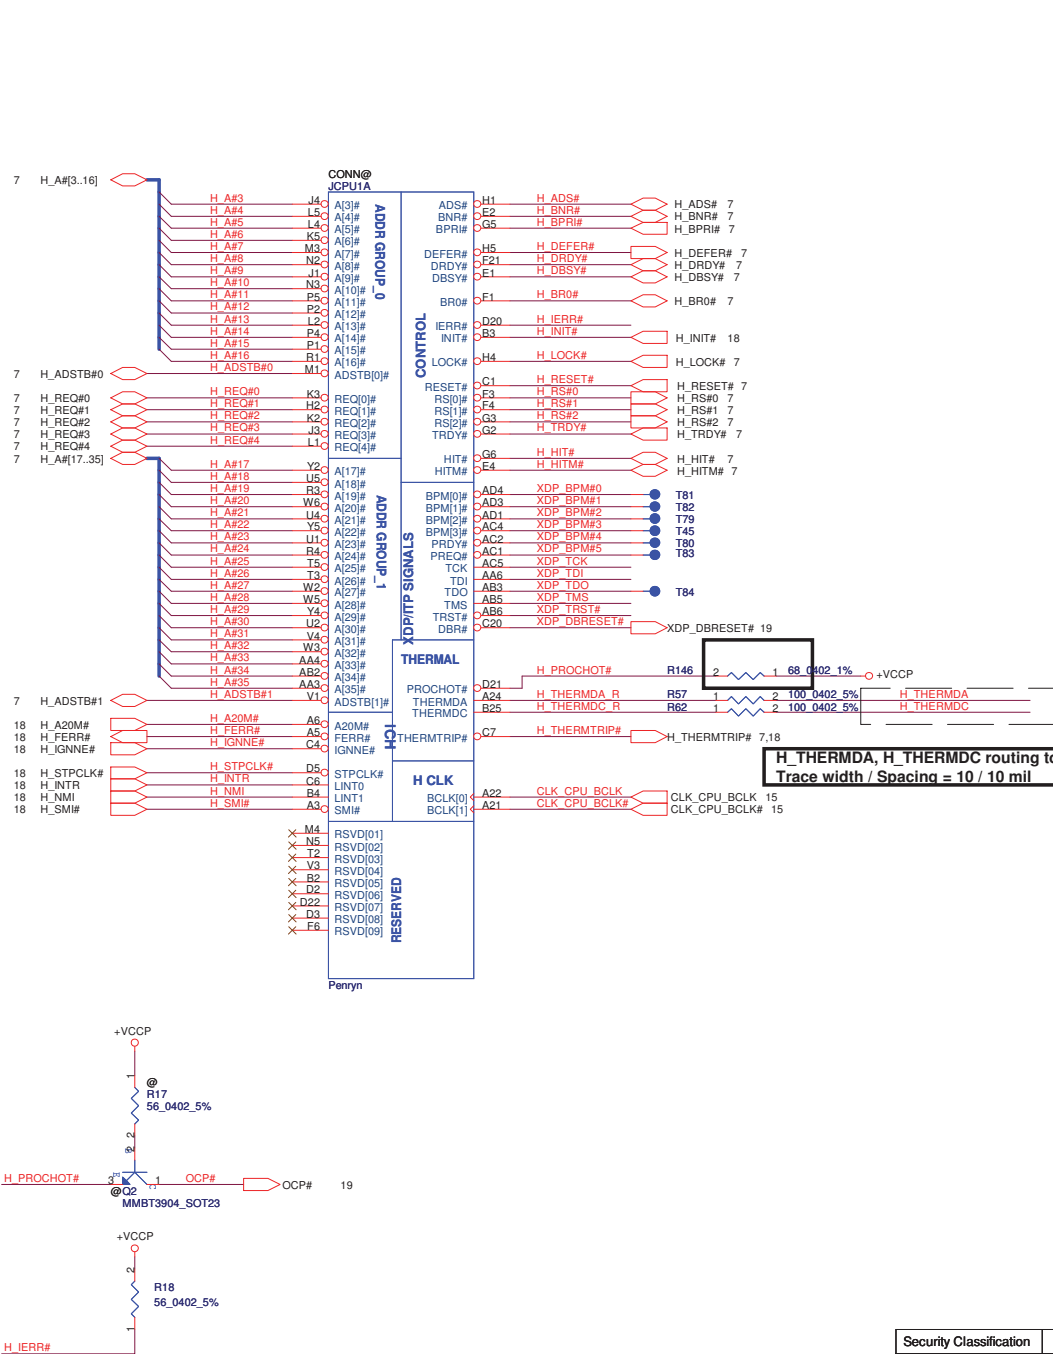 CONN@
JCPU1A
7 H_A#[3..16]
H_A#3 J4 A[3]# ADS# H1 H_ADS# H_ADS# 7
H_A#4 L5 A[4]# BNR# E2 H_BNR# H_BNR# 7
H_A#5 L4 A[5]# BPRI# G5 H_BPRI# H_BPRI# 7
H_A#6 K5 A[6]#
H_A#7 M3 A[7]# DEFER# H5 H_DEFER# H_DEFER# 7
H_A#8 N2 A[8]# DRDY# F21 H_DRDY# H_DRDY# 7
H_A#9 J1 A[9]# DBSY# E1 H_DBSY# H_DBSY# 7
H_A#10 N3 A[10]#
H_A#11 P5 A[11]# BR0# F1 H_BR0# H_BR0# 7
H_A#12 P2 A[12]#
H_A#13 L2 A[13]# IERR# D20 H_IERR#
H_A#14 P4 A[14]# INIT# B3 H_INIT# H_INIT# 18
H_A#15 P1 A[15]#
H_A#16 R1 A[16]# LOCK# H4 H_LOCK# H_LOCK# 7
7 H_ADSTB#0 H_ADSTB#0 M1 ADSTB[0]#
ADDR GROUP_0
CONTROL
RESET# C1 H_RESET# H_RESET# 7
7 H_REQ#0 H_REQ#0 K3 REQ[0]# RS[0]# F3 H_RS#0 H_RS#0 7
7 H_REQ#1 H_REQ#1 H2 REQ[1]# RS[1]# F4 H_RS#1 H_RS#1 7
7 H_REQ#2 H_REQ#2 K2 REQ[2]# RS[2]# G3 H_RS#2 H_RS#2 7
7 H_REQ#3 H_REQ#3 J3 REQ[3]# TRDY# G2 H_TRDY# H_TRDY# 7
7 H_REQ#4 H_REQ#4 L1 REQ[4]#
7 H_A#[17..35] HIT# G6 H_HIT# H_HIT# 7
H_A#17 Y2 A[17]# HITM# E4 H_HITM# H_HITM# 7
H_A#18 U5 A[18]#
H_A#19 R3 A[19]# BPM[0]# AD4 XDP_BPM#0 T81
H_A#20 W6 A[20]# BPM[1]# AD3 XDP_BPM#1 T82
H_A#21 U4 A[21]# BPM[2]# AD1 XDP_BPM#2 T79
H_A#22 Y5 A[22]# BPM[3]# AC4 XDP_BPM#3 T45
H_A#23 U1 A[23]# PRDY# AC2 XDP_BPM#4 T80
H_A#24 R4 A[24]# PREQ# AC1 XDP_BPM#5 T83
H_A#25 T5 A[25]# TCK AC5 XDP_TCK
H_A#26 T3 A[26]# TDI AA6 XDP_TDI
H_A#27 W2 A[27]# TDO AB3 XDP_TDO T84
H_A#28 W5 A[28]# TMS AB5 XDP_TMS
H_A#29 Y4 A[29]# TRST# AB6 XDP_TRST#
H_A#30 U2 A[30]# DBR# C20 XDP_DBRESET# XDP_DBRESET# 19
H_A#31 V4 A[31]#
H_A#32 W3 A[32]#
H_A#33 AA4 A[33]#
H_A#34 AB2 A[34]#
H_A#35 AA3 A[35]#
7 H_ADSTB#1 H_ADSTB#1 V1 ADSTB[1]#
ADDR GROUP_1
XDP/ITP SIGNALS
THERMAL
PROCHOT# D21 H_PROCHOT# R146 2 1 68_0402_1% +VCCP
THERMDA A24 H_THERMDA_R R57 1 2 100_0402_5% H_THERMDA
THERMDC B25 H_THERMDC_R R62 1 2 100_0402_5% H_THERMDC
18 H_A20M# H_A20M# A6 A20M#
18 H_FERR# H_FERR# A5 FERR# THERMTRIP# C7 H_THERMTRIP# H_THERMTRIP# 7,18
18 H_IGNNE# H_IGNNE# C4 IGNNE#
ICH
H_THERMDA, H_THERMDC routing to
Trace width / Spacing = 10 / 10 mil
18 H_STPCLK# H_STPCLK# D5 STPCLK#
18 H_INTR H_INTR C6 LINT0
H CLK
18 H_NMI H_NMI B4 LINT1 BCLK[0] A22 CLK_CPU_BCLK CLK_CPU_BCLK 15
18 H_SMI# H_SMI# A3 SMI# BCLK[1] A21 CLK_CPU_BCLK# CLK_CPU_BCLK# 15
M4 RSVD[01]
N5 RSVD[02]
T2 RSVD[03]
V3 RSVD[04]
B2 RSVD[05]
D2 RSVD[06]
D22 RSVD[07]
D3 RSVD[08]
F6 RSVD[09]
RESERVED
Penryn
+VCCP
1
@
R17
56_0402_5%
2
2
B
H_PROCHOT# 3 E C 1 OCP# OCP# 19
@Q2
MMBT3904_SOT23
+VCCP
2
R18
56_0402_5%
1
H_IERR#
Security Classification